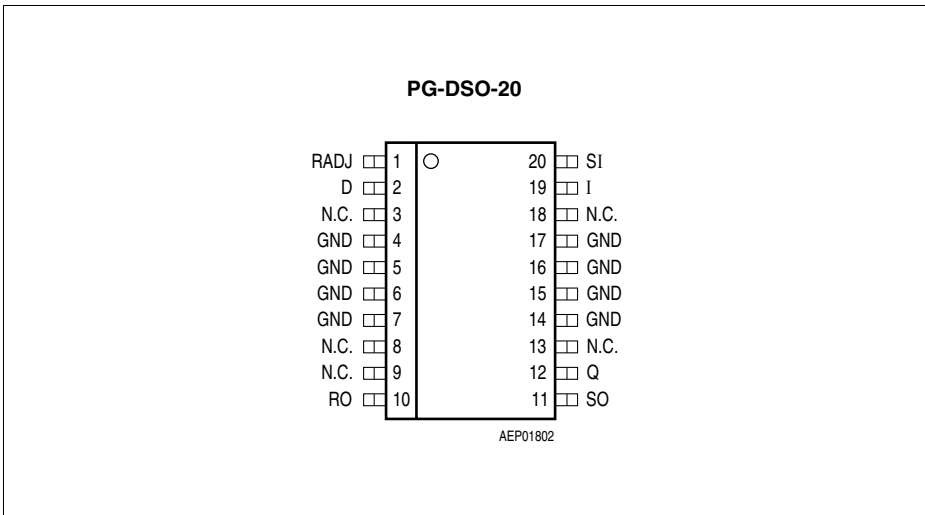 PG-DSO-20
RADJ 1 20 SI
D 2 19 I
N.C. 3 18 N.C.
GND 4 17 GND
GND 5 16 GND
GND 6 15 GND
GND 7 14 GND
N.C. 8 13 N.C.
N.C. 9 12 Q
RO 10 11 SO
AEP01802